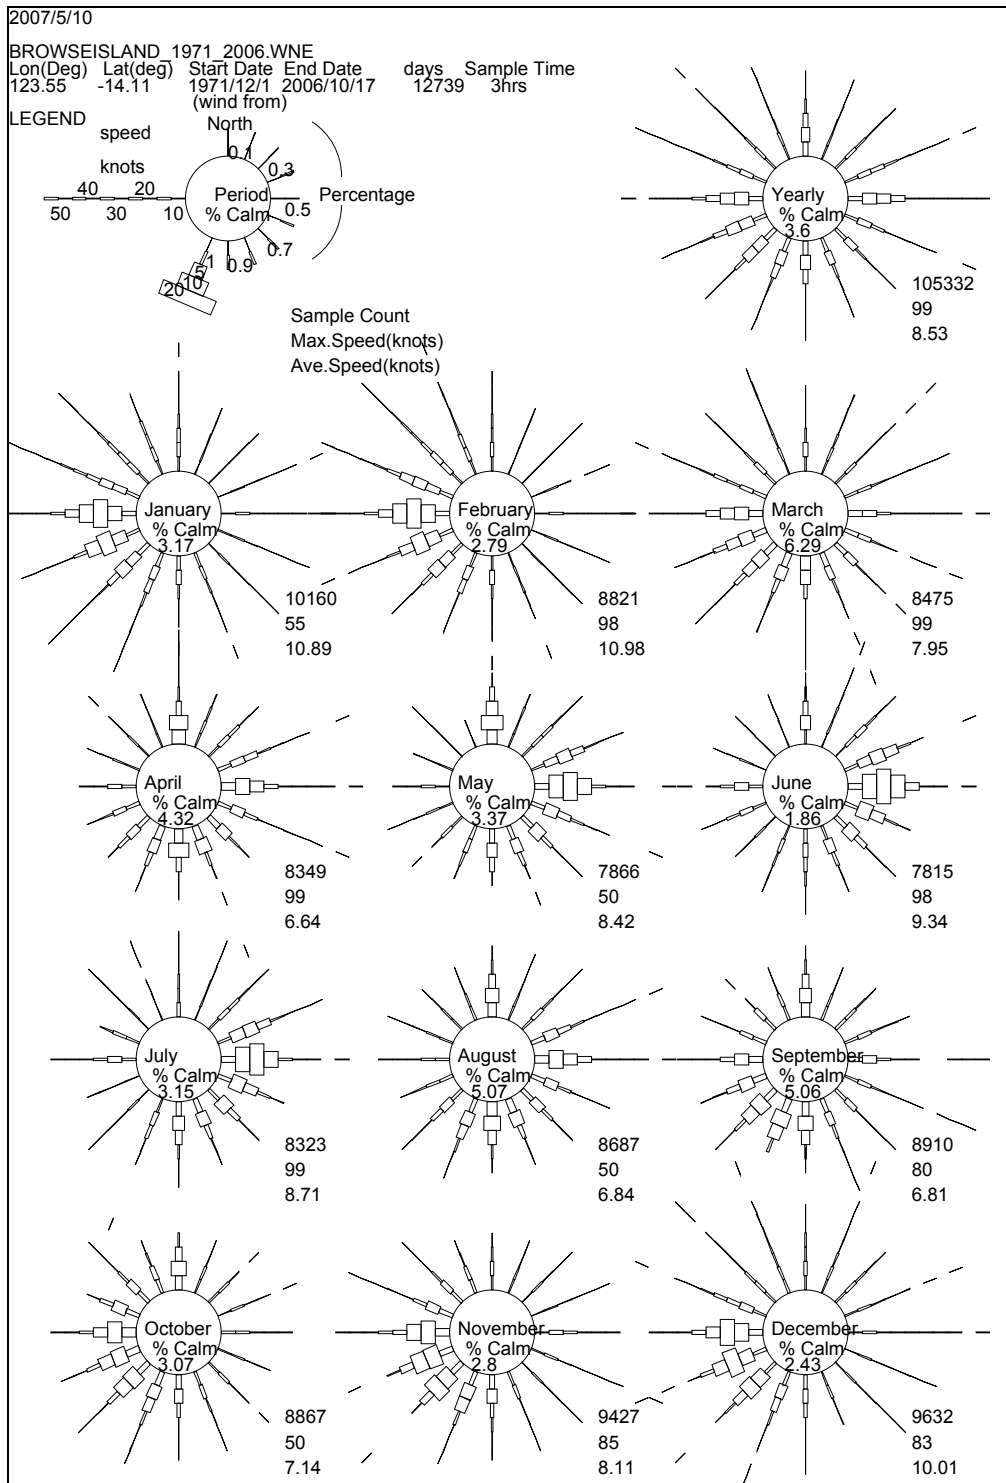 2007/5/10
BROWSEISLAND_1971_2006.WNE
Lon(Deg) Lat(deg) Start Date End Date days Sample Time
123.55 -14.11 1971/12/1 2006/10/17 12739 3hrs
(wind from)
LEGEND
speed
North
knots
0.1
0.3
40 20
Period
Percentage
50 30 10
% Calm
0.5
0.7
0.9
1
5
10
20
Sample Count
Max.Speed(knots)
Ave.Speed(knots)
Yearly
% Calm
3.6
105332
99
8.53
January
% Calm
3.17
10160
55
10.89
February
% Calm
2.79
8821
98
10.98
March
% Calm
6.29
8475
99
7.95
April
% Calm
4.32
8349
99
6.64
May
% Calm
3.37
7866
50
8.42
June
% Calm
1.86
7815
98
9.34
July
% Calm
3.15
8323
99
8.71
August
% Calm
5.07
8687
50
6.84
September
% Calm
5.06
8910
80
6.81
October
% Calm
3.07
8867
50
7.14
November
% Calm
2.8
9427
85
8.11
December
% Calm
2.43
9632
83
10.01